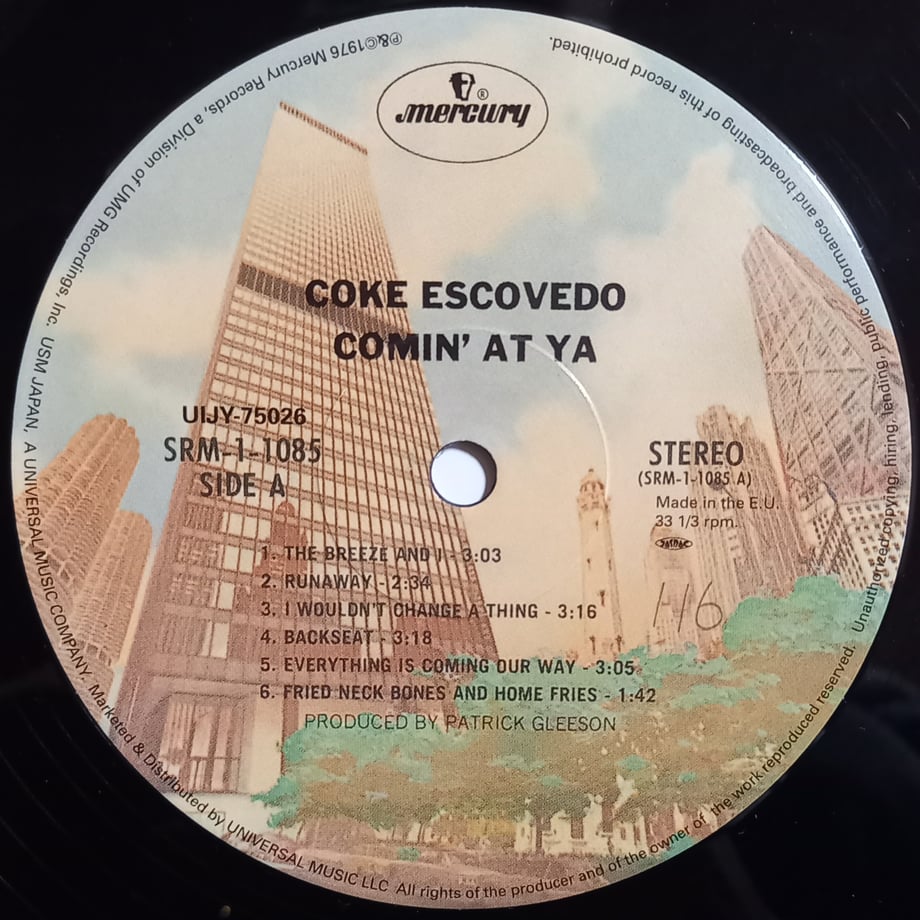 mercury ®
COKE ESCOVEDO
COMIN' AT YA
UIJY-75026
SRM-1-1085
SIDE A
STEREO
(SRM-1-1085 A)
Made in the E.U.
33 1/3 rpm.
JASRAC
1. THE BREEZE AND I - 3:03
2. RUNAWAY - 2:34
3. I WOULDN'T CHANGE A THING - 3:16
4. BACKSEAT - 3:18
5. EVERYTHING IS COMING OUR WAY - 3:05
6. FRIED NECK BONES AND HOME FRIES - 1:42
PRODUCED BY PATRICK GLEESON
116
℗&©1976 Mercury Records, a Division of UMG Recordings, Inc. USM JAPAN, A UNIVERSAL MUSIC COMPANY. Marketed & Distributed by UNIVERSAL MUSIC LLC All rights of the producer and of the owner of the work reproduced reserved. Unauthorized copying, hiring, lending, public performance and broadcasting of this record prohibited.